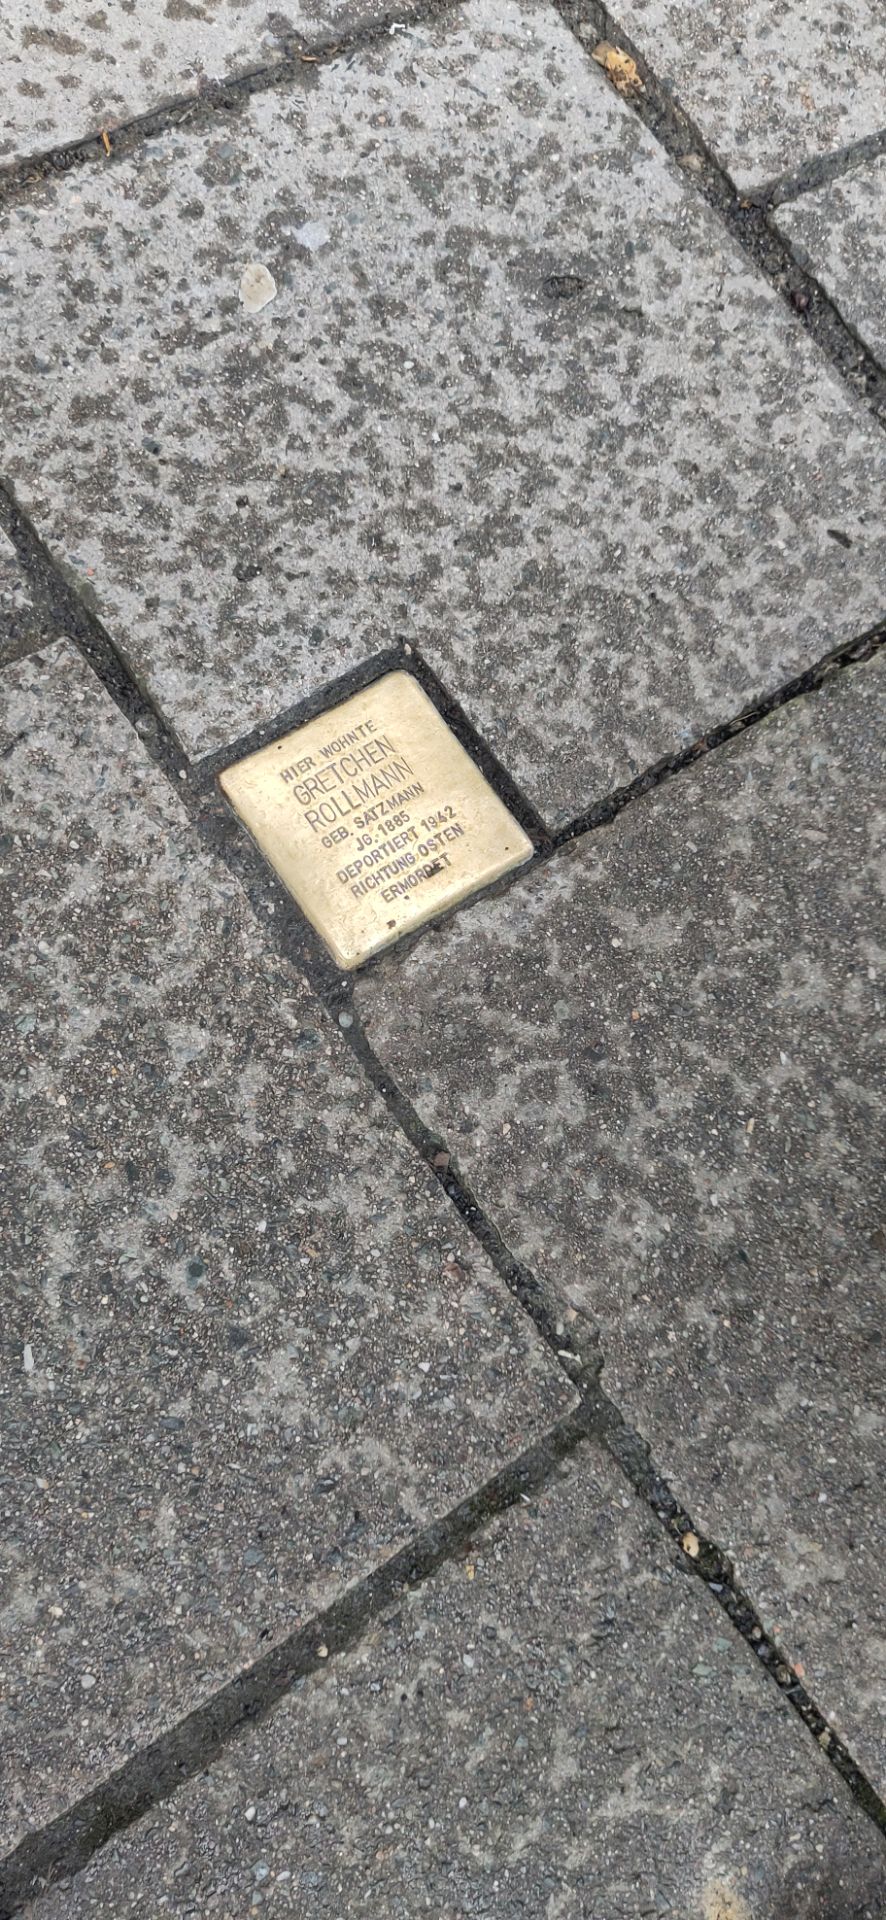 HIER WOHNTE
GRETCHEN
ROLLMANN
GEB. SATZMANN
JG. 1885
DEPORTIERT 1942
RICHTUNG OSTEN
ERMORDET